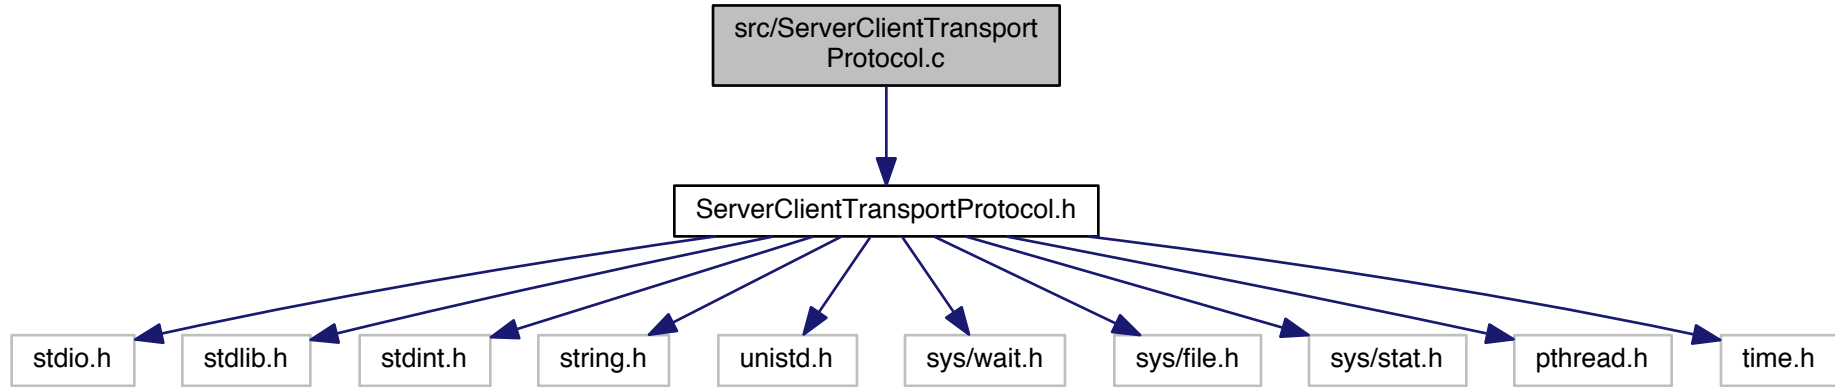 src/ServerClientTransport
Protocol.c
ServerClientTransportProtocol.h
stdio.h
stdlib.h
stdint.h
string.h
unistd.h
sys/wait.h
sys/file.h
sys/stat.h
pthread.h
time.h